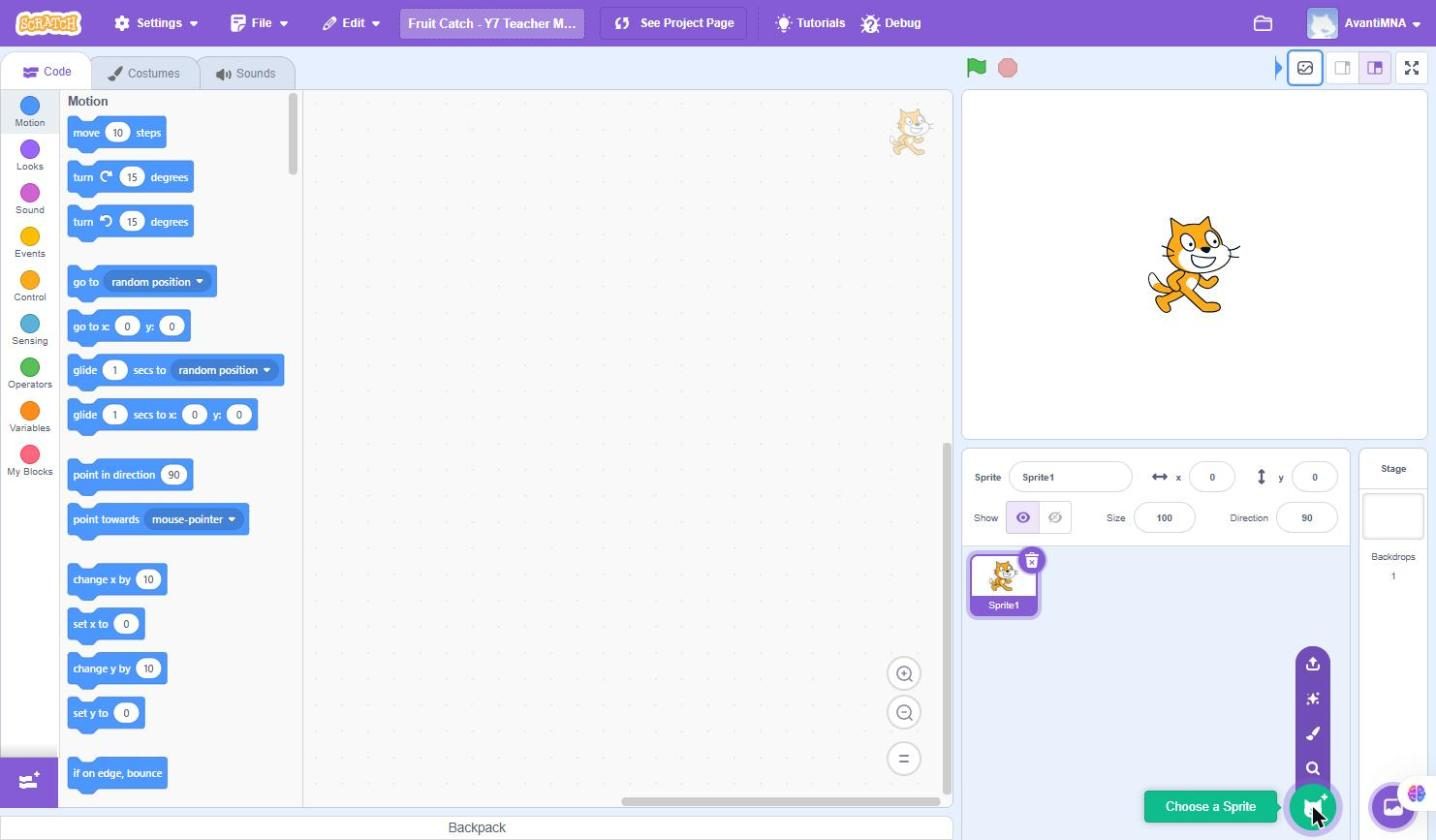 SCRATCH Settings File Edit Fruit Catch - Y7 Teacher M... See Project Page Tutorials Debug AvantiMNA
Code Costumes Sounds
Motion
Looks
Sound
Events
Control
Sensing
Operators
Variables
My Blocks
Motion
move 10 steps
turn 15 degrees
turn 15 degrees
go to random position
go to x: 0 y: 0
glide 1 secs to random position
glide 1 secs to x: 0 y: 0
point in direction 90
point towards mouse-pointer
change x by 10
set x to 0
change y by 10
set y to 0
if on edge, bounce
Backpack
Sprite Sprite1 x 0 y 0
Show Size 100 Direction 90
Sprite1
Choose a Sprite
Stage
Backdrops
1